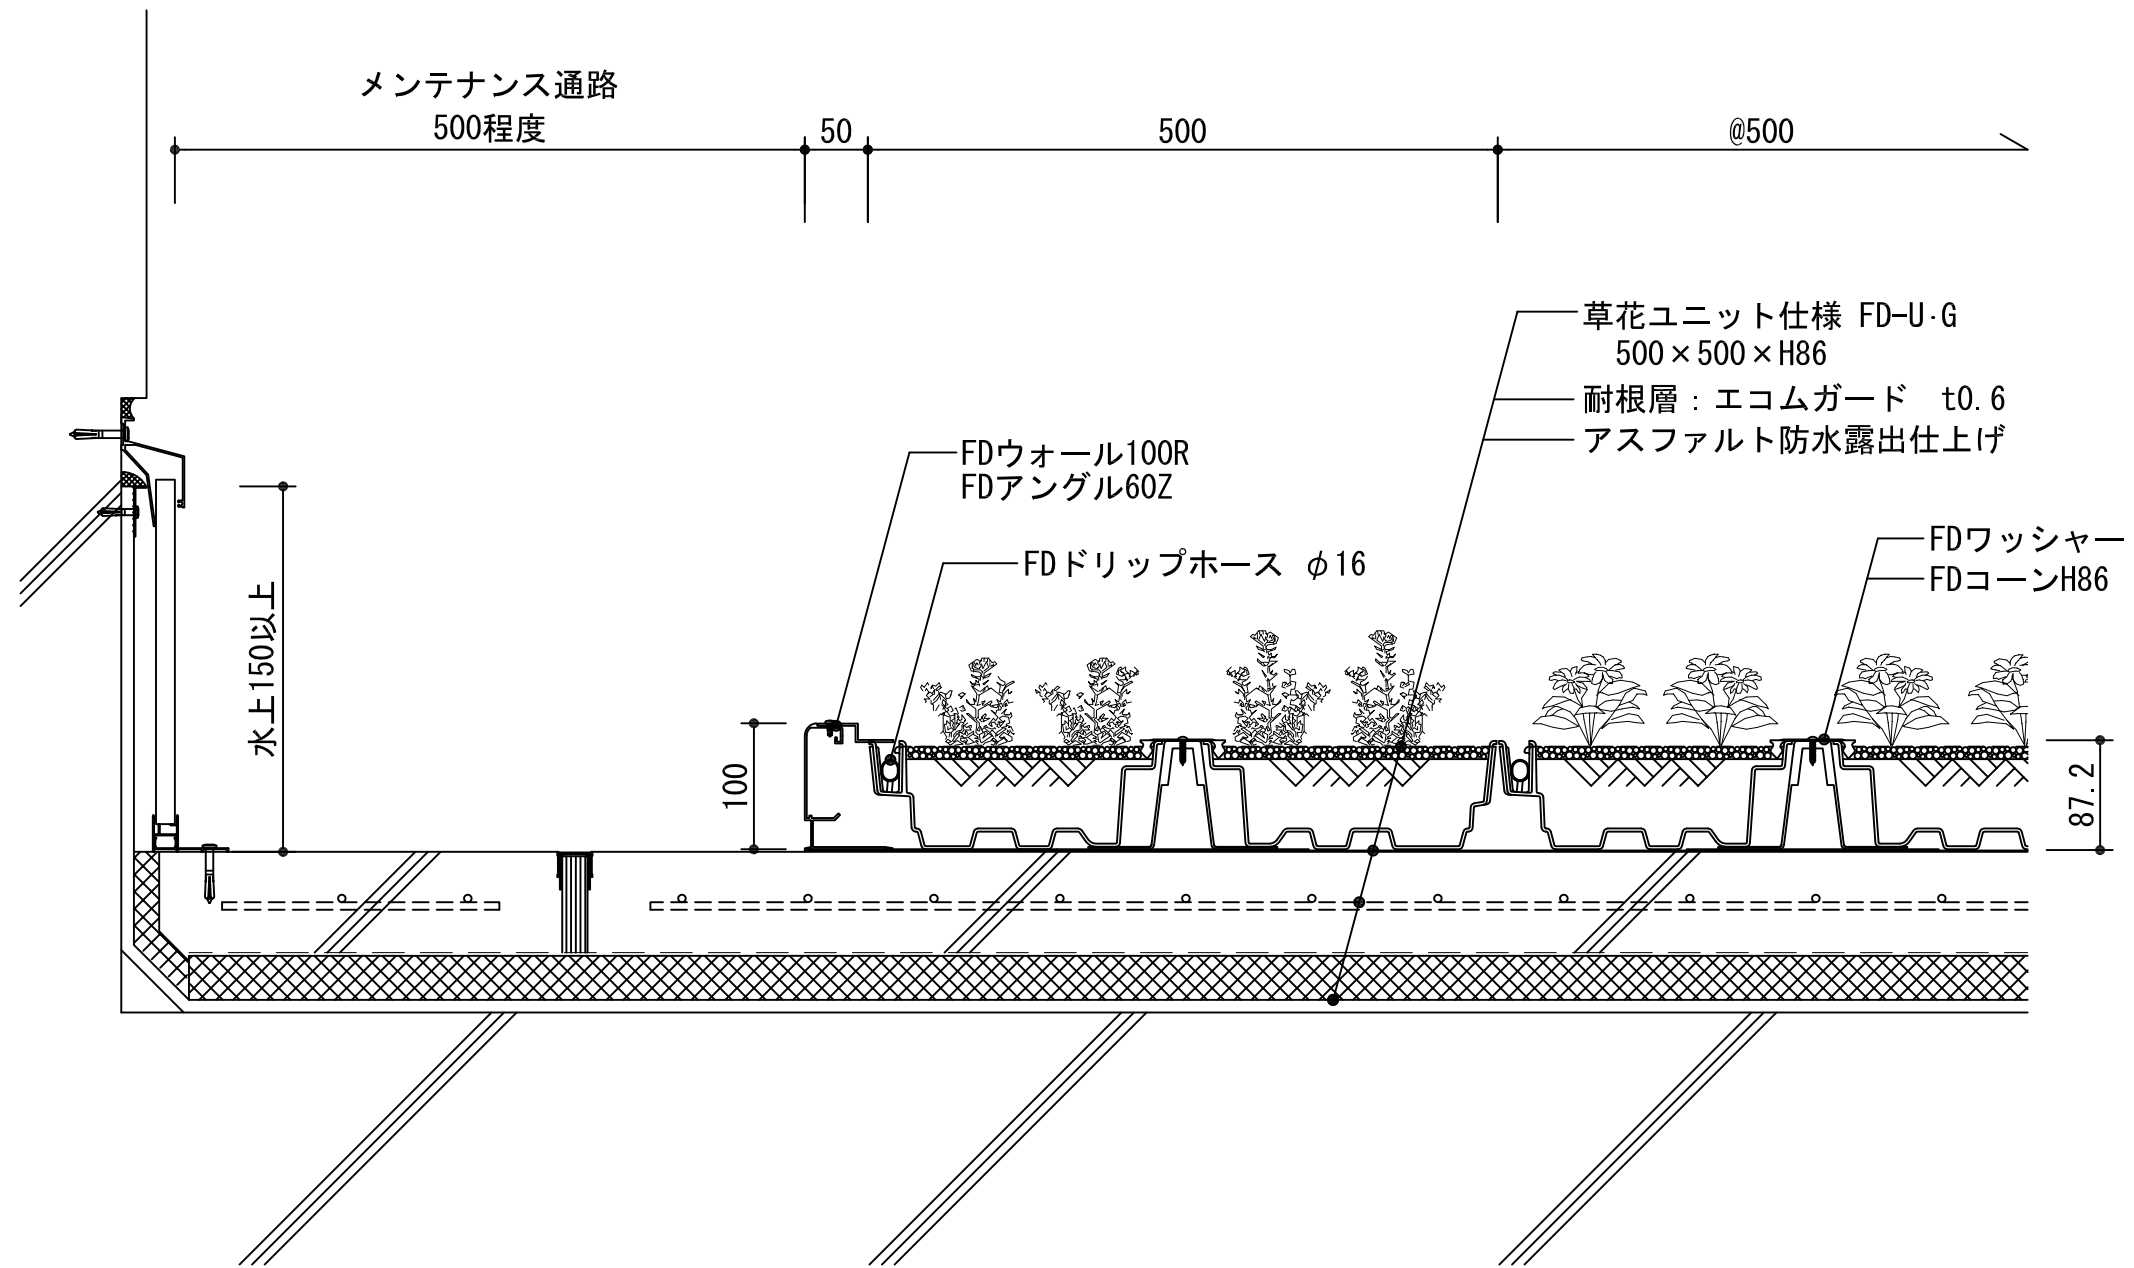 メンテナンス通路
500程度
50
500
@500
草花ユニット仕様 FD-U·G
500×500×H86
耐根層：エコムガード　t0.6
アスファルト防水露出仕上げ
FDウォール100R
FDアングル60Z
FDドリップホース φ16
FDワッシャー
FDコーンH86
水上150以上
100
87.2